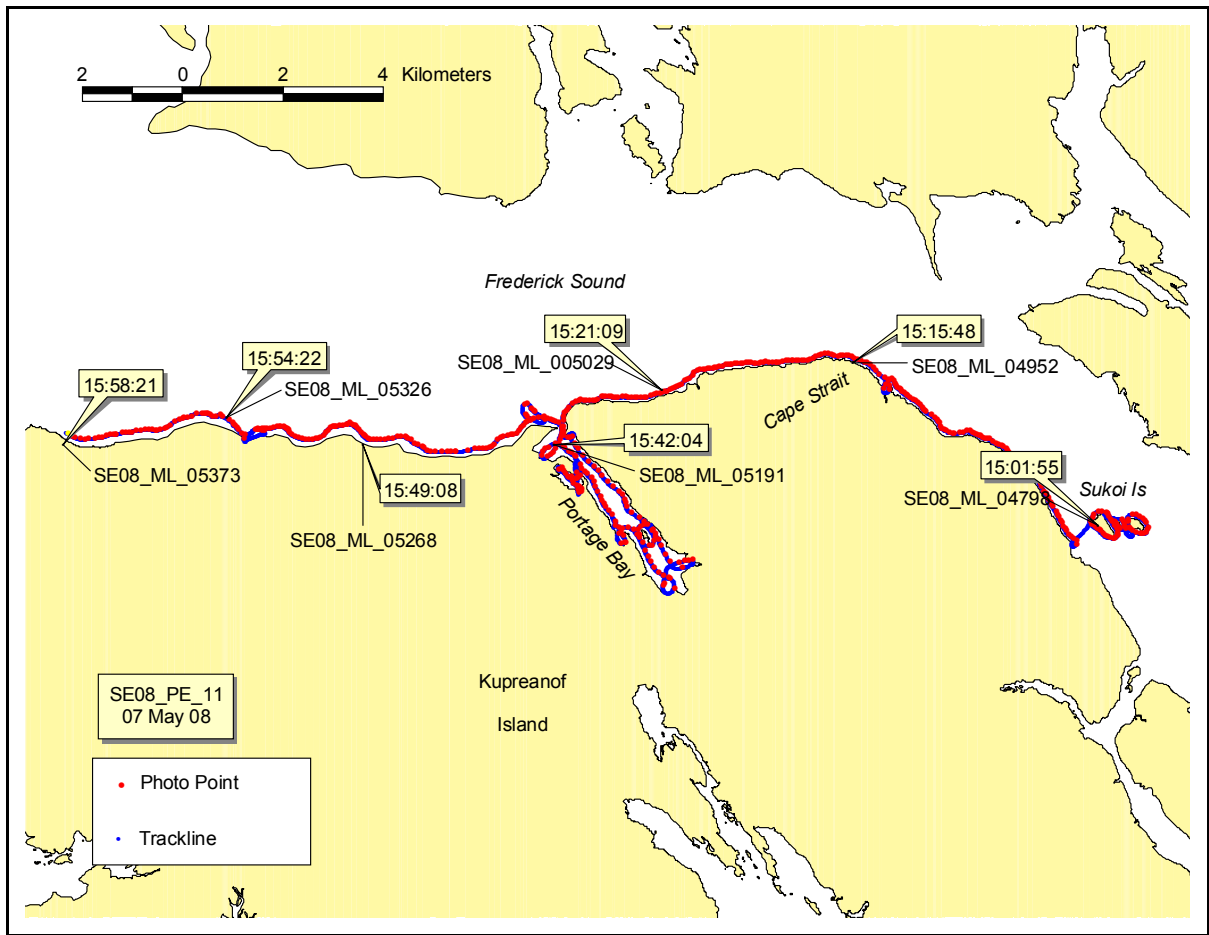 2 0 2 4 Kilometers
Frederick Sound
15:21:09
15:15:48
SE08_ML_005029
SE08_ML_04952
15:54:22
15:58:21
SE08_ML_05326
Cape Strait
15:42:04
SE08_ML_05373
SE08_ML_05191
15:01:55
15:49:08
SE08_ML_04798
Sukoi Is
SE08_ML_05268
Portage Bay
Kupreanof
Island
SE08_PE_11
07 May 08
Photo Point
Trackline